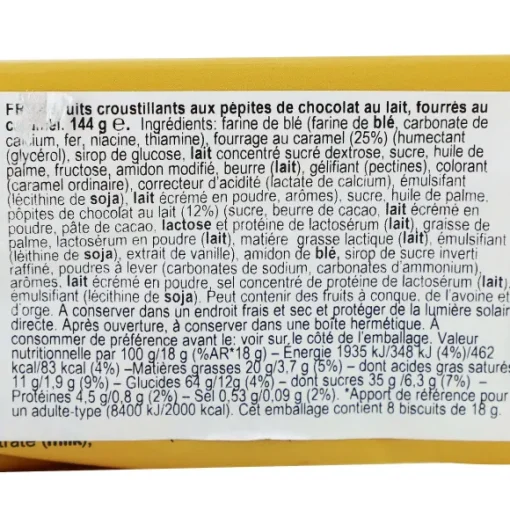 FR uits croustillants aux pèpites de chocolat au lait, fourrès au
144 g e. Ingrédients: farine de blé (farine de blé, carbonate de
calcium, fer, niacine, thiamine), fourrage au caramel (25%) (humectant
(glycérol), sirop de glucose, lait concentré sucré dextrose, sucre, huile de
palme, fructose, amidon modifié, beurre (lait), gélifiant (pectines), colorant
(caramel ordinaire), correcteur d'acidité (lactate de calcium), émulsifiant
(lécithine de soja), lait écrémé en poudre, arômes), sucre, huile de palme,
pôpites de chocolat au lait (12%) (sucre, beurre de cacao, lait écrémé en
poudre, pâte de cacao, lactose et protéine de lactosérum (lait), graisse de
palme, lactosérum en poudre (lait), matiére grasse lactique (lait), émulsifiant
(léithine de soja), extrait de vanille), amidon de blé, sirop de sucre inverti
raffiné, poudres à lever (carbonates de sodium, carbonates d'ammonium),
arômes, lait écrémé en poudre, sel concentré de protéine de lactosérum (lait),
émulsifiant (lécithine de soja). Peut contenir des fruits à conque, de l'avoine et
d'orge. A conserver dans un endroit frais et sec et protéger de la lumière solair
directe. Après ouverture, à conserver dans une boite hermétique. A
consommer de préférence avant le: voir sur le côté de l'emballage. Valeur
nutritionnelle par 100 g/18 g (%AR*18 g) – Energie 1935 kJ/348 kJ (4%)/462
kcal/83 kcal (4%) –Matières grasses 20 g/3,7 g (5%) – dont acides gras saturés
11 g/1,9 g (9%) – Glucides 64 g/12g (4%) – dont sucres 35 g /6,3 g (7%) –
Protéines 4,5 g/0,8 g (2%) – Sel 0,53 g/0,09 g (2%). *Apport de référence pour
un adulte-type (8400 kJ/2000 kcal). Cet emballage contient 8 biscuits de 18 g.
trate (milk),